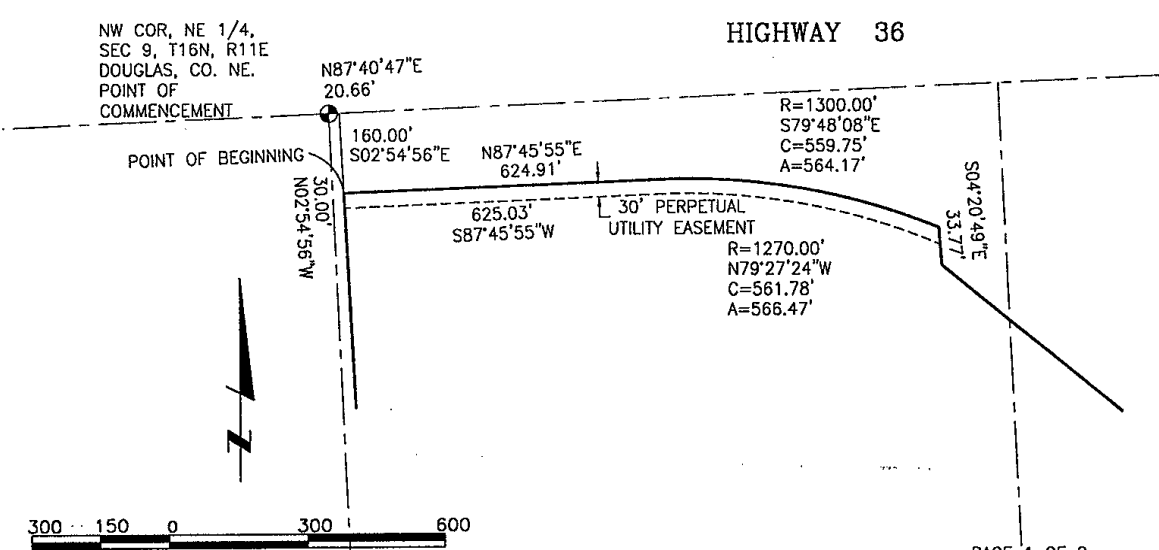 NW COR, NE 1/4,
SEC 9, T16N, R11E
DOUGLAS, CO. NE.
POINT OF
COMMENCEMENT
N87°40'47"E
20.66'
HIGHWAY 36
160.00'
S02°54'56"E
POINT OF BEGINNING
N87°45'55"E
624.91'
R=1300.00'
S79°48'08"E
C=559.75'
A=564.17'
S04°20'49"E
33.77'
30.00'
N02°54'56"W
625.03'
S87°45'55"W
30' PERPETUAL
UTILITY EASEMENT
R=1270.00'
N79°27'24"W
C=561.78'
A=566.47'
N
300 150 0 300 600